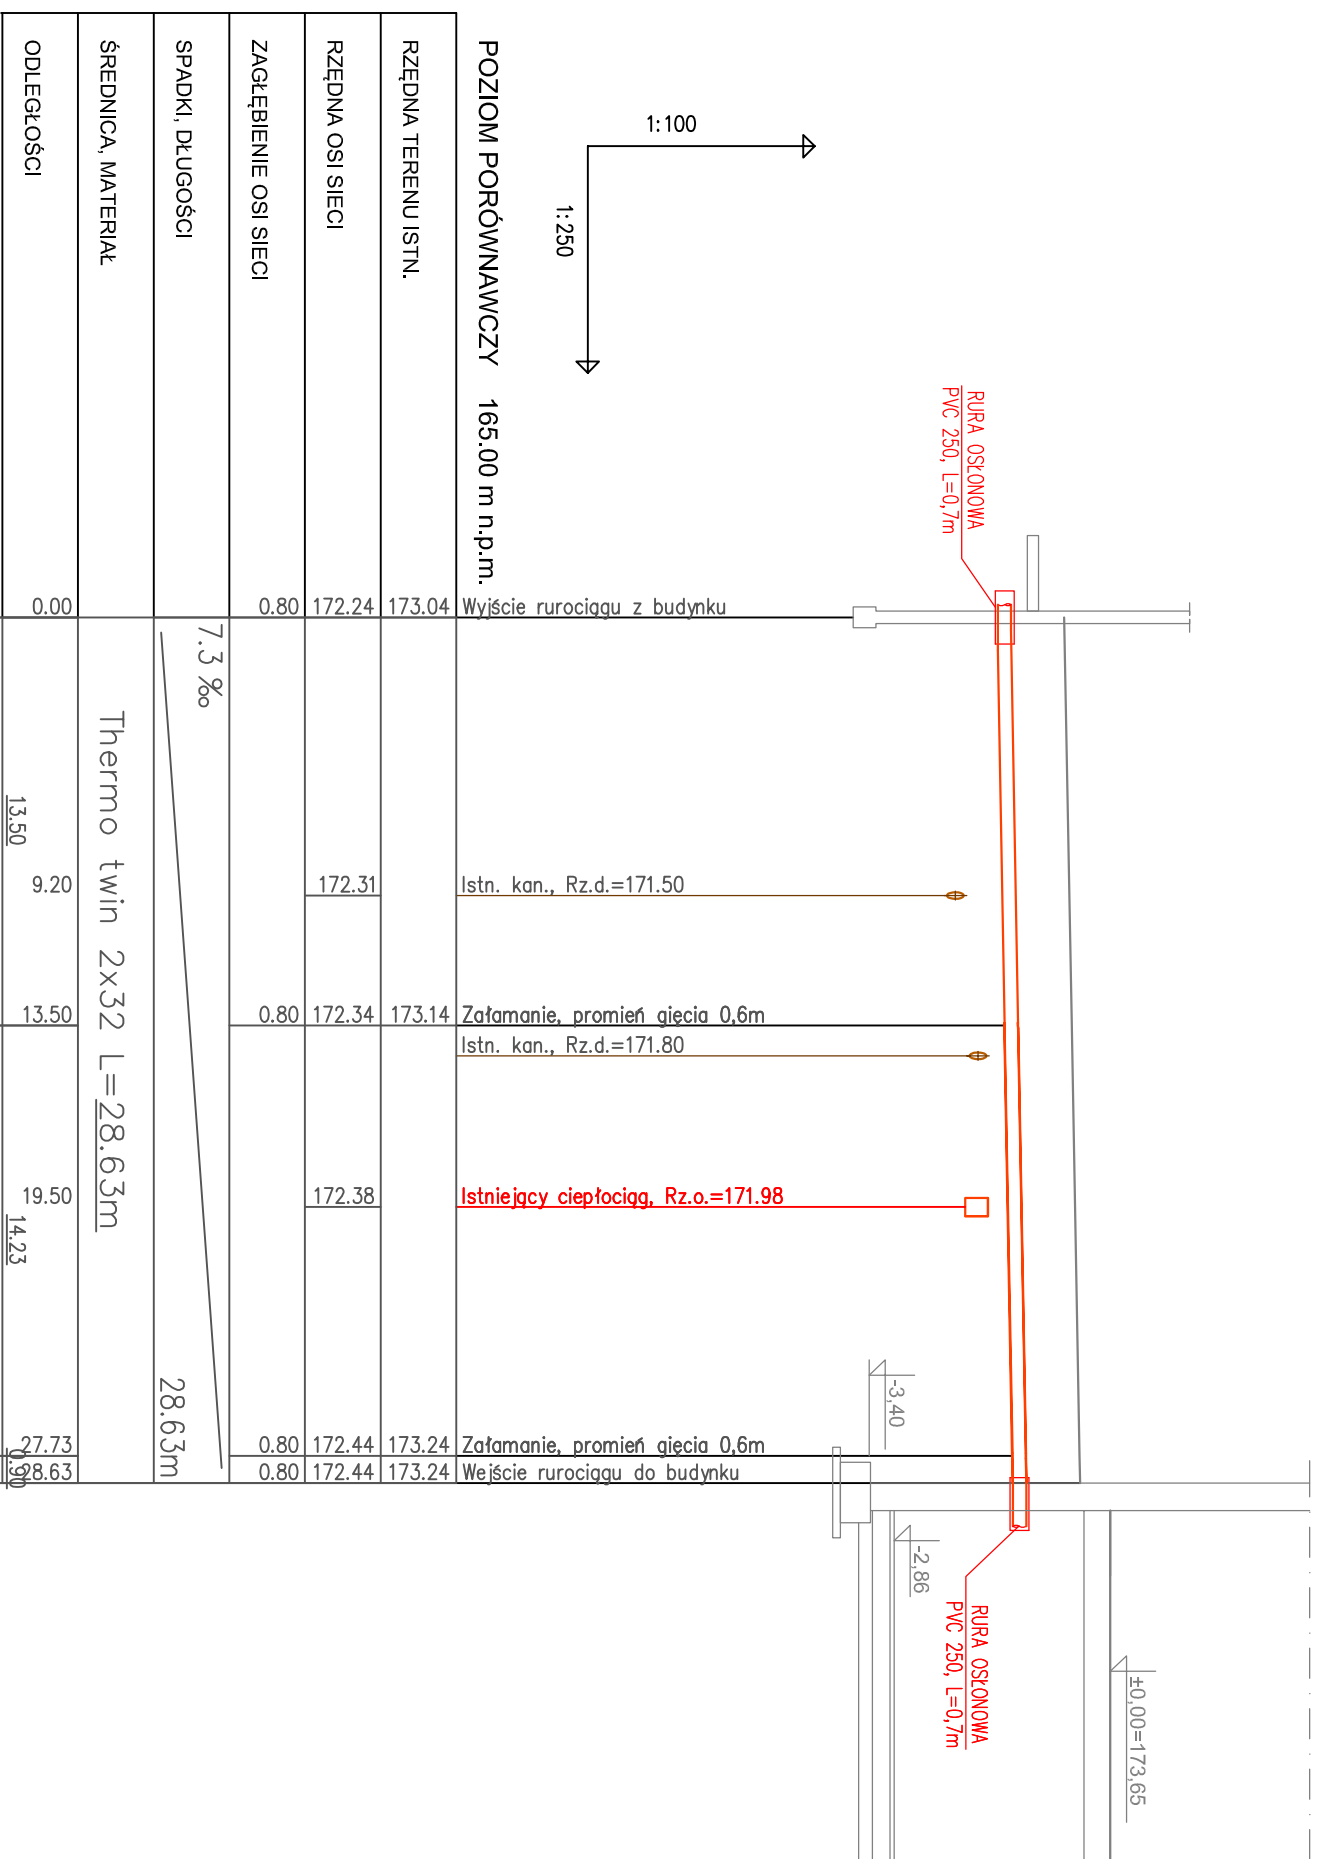 RURA OSŁONOWA
PVC 250, L=0,7m
1:100
1:250
±0,00=173,65
-3,40
-2,86
RURA OSŁONOWA
PVC 250, L=0,7m
POZIOM PORÓWNAWCZY 165.00 m n.p.m.
Wyjście rurociągu z budynku
Istn. kan., Rz.d.=171.50
Załamanie, promień gięcia 0,6m
Istn. kan., Rz.d.=171.80
Istniejący ciepłociąg, Rz.o.=171.98
Załamanie, promień gięcia 0,6m
Wejście rurociągu do budynku
RZĘDNA TERENU ISTN. 173.04 173.14 173.24 173.24
RZĘDNA OSI SIECI 172.24 172.31 172.34 172.38 172.44 172.44
ZAGŁĘBIENIE OSI SIECI 0.80 0.80 0.80 0.80
SPADKI, DŁUGOŚCI 7.3 ‰ 28.63m
ŚREDNICA, MATERIAŁ Thermo twin 2x32 L=28.63m
ODLEGŁOŚCI 0.00 9.20 13.50 19.50 27.73 28.63
13.50 14.23 0.90